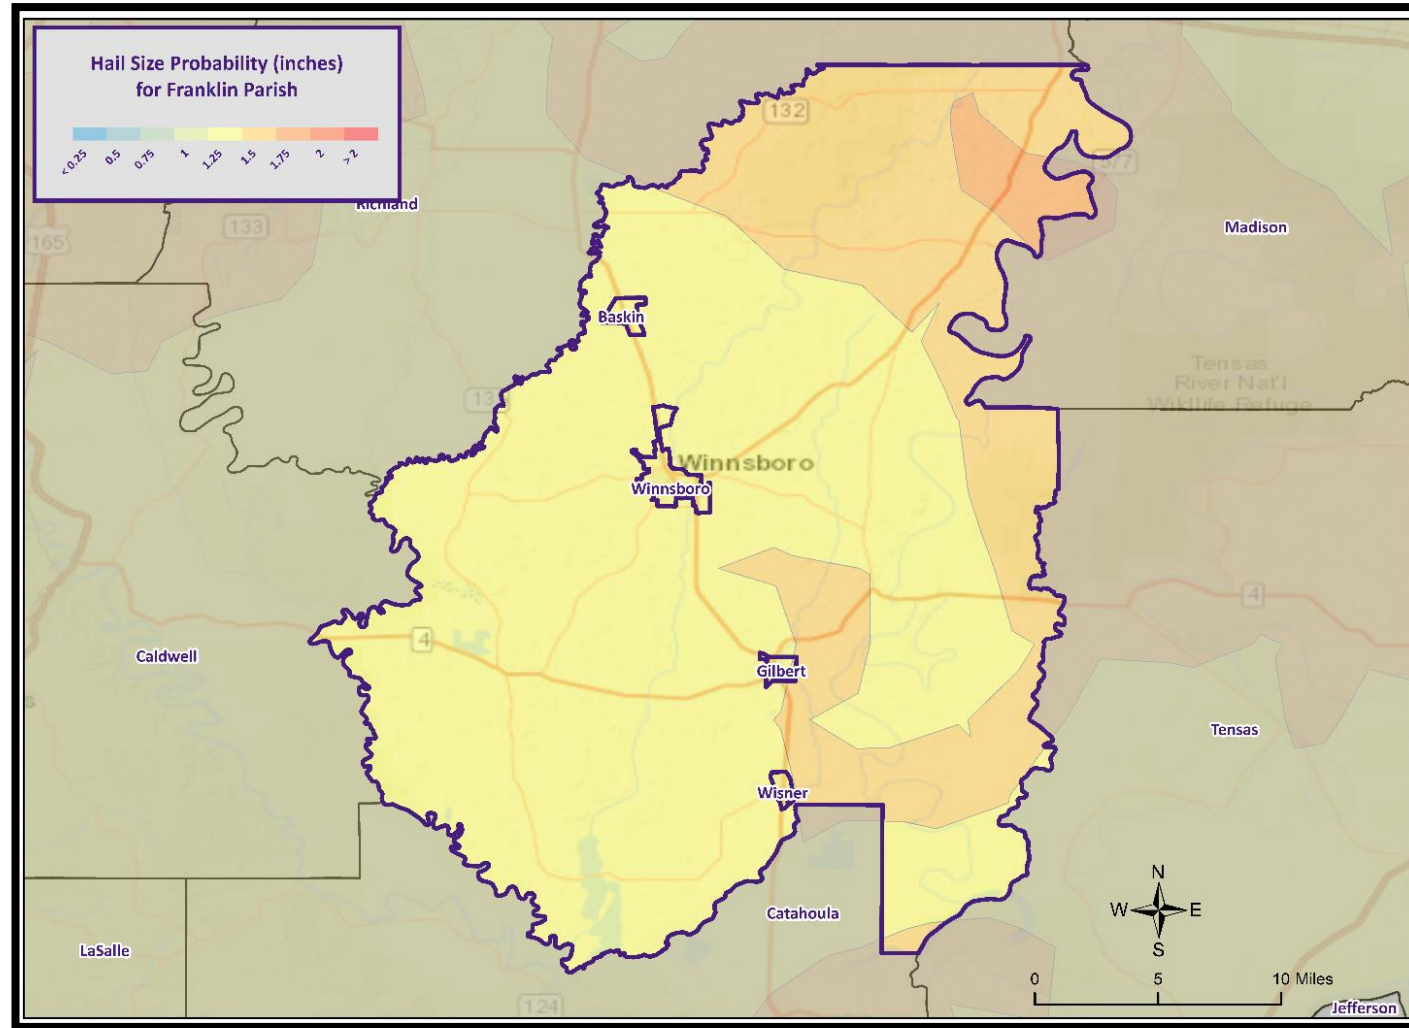 Hail Size Probability (inches)
for Franklin Parish
< 0.25
0.5
0.75
1
1.25
1.5
1.75
2
> 2
132
577
Richland
133
165
Madison
Baskin
Tensas
River Nat'l
Wildlife Refuge
Winnsboro
Winnsboro
4
4
Caldwell
Gilbert
Tensas
Wisner
N
W E
S
Catahoula
LaSalle
0 5 10 Miles
124
Jefferson